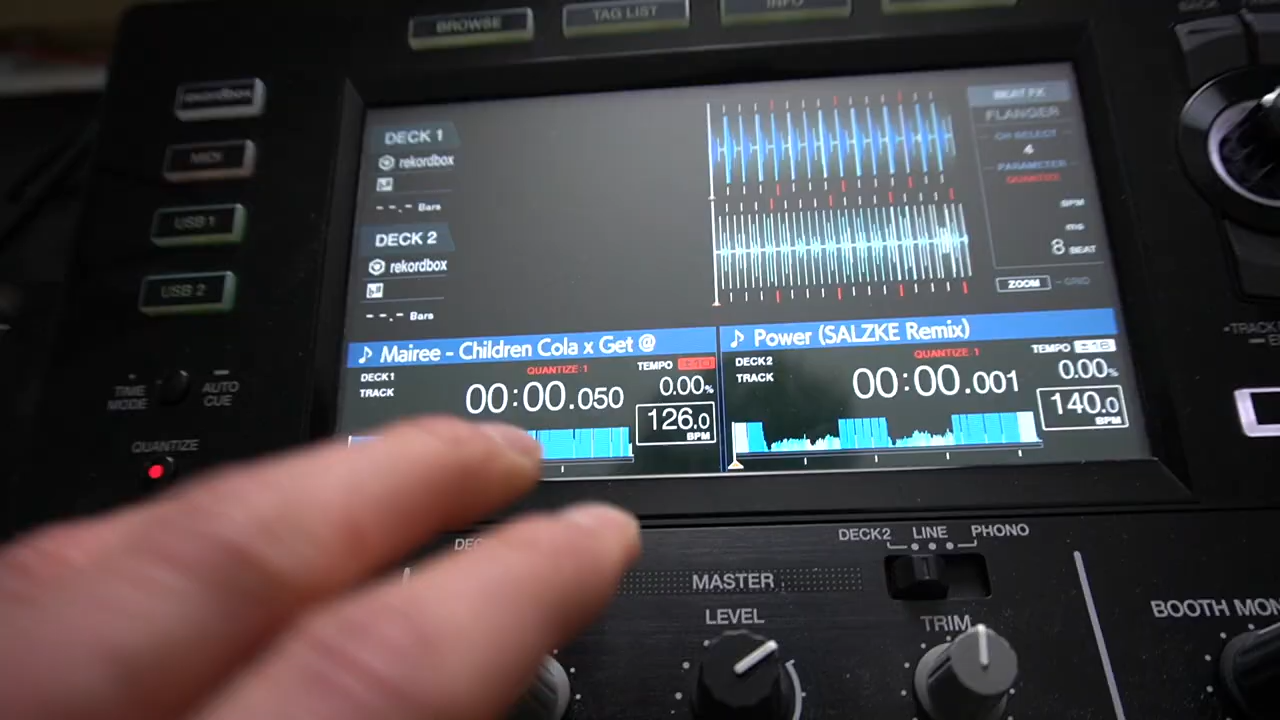 BROWSE
TAG LIST
INFO
rekordbox
MIDI
USB 1
USB 2
TIME MODE
AUTO CUE
QUANTIZE
DECK 1
rekordbox
--.- Bars
DECK 2
rekordbox
--.- Bars
BEAT FX
FLANGER
CH SELECT
4
PARAMETER
QUANTIZE
BPM
ms
8 BEAT
ZOOM - GRID
Mairee - Children Cola x Get @
DECK1
TRACK
QUANTIZE:1
00:00.050
TEMPO ±10
0.00%
126.0
BPM
Power (SALZKE Remix)
DECK2
TRACK
QUANTIZE:1
00:00.001
TEMPO ±16
0.00%
140.0
BPM
DECK2 LINE PHONO
MASTER
LEVEL
TRIM
BOOTH MON